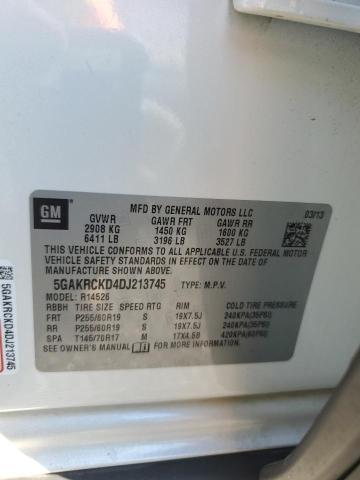 GM
MFD BY GENERAL MOTORS LLC
03/13
GVWR GAWR FRT GAWR RR
2908 KG 1450 KG 1600 KG
6411 LB 3196 LB 3527 LB
THIS VEHICLE CONFORMS TO ALL APPLICABLE U.S. FEDERAL MOTOR
VEHICLE SAFETY STANDARDS IN EFFECT ON THE DATE OF
MANUFACTURE SHOWN ABOVE.
5GAKRCKD4DJ213745 TYPE: M.P.V.
MODEL: R14526
RBBH TIRE SIZE SPEED RTG RIM COLD TIRE PRESSURE
FRT P255/60R19 S 19X7.5J 240KPA(35PSI)
RR P255/60R19 S 19X7.5J 240KPA(35PSI)
SPA T145/70R17 M 17X4.5B 420KPA(60PSI)
SEE OWNER'S MANUAL FOR MORE INFORMATION.
5GAKRCKD4DJ213745